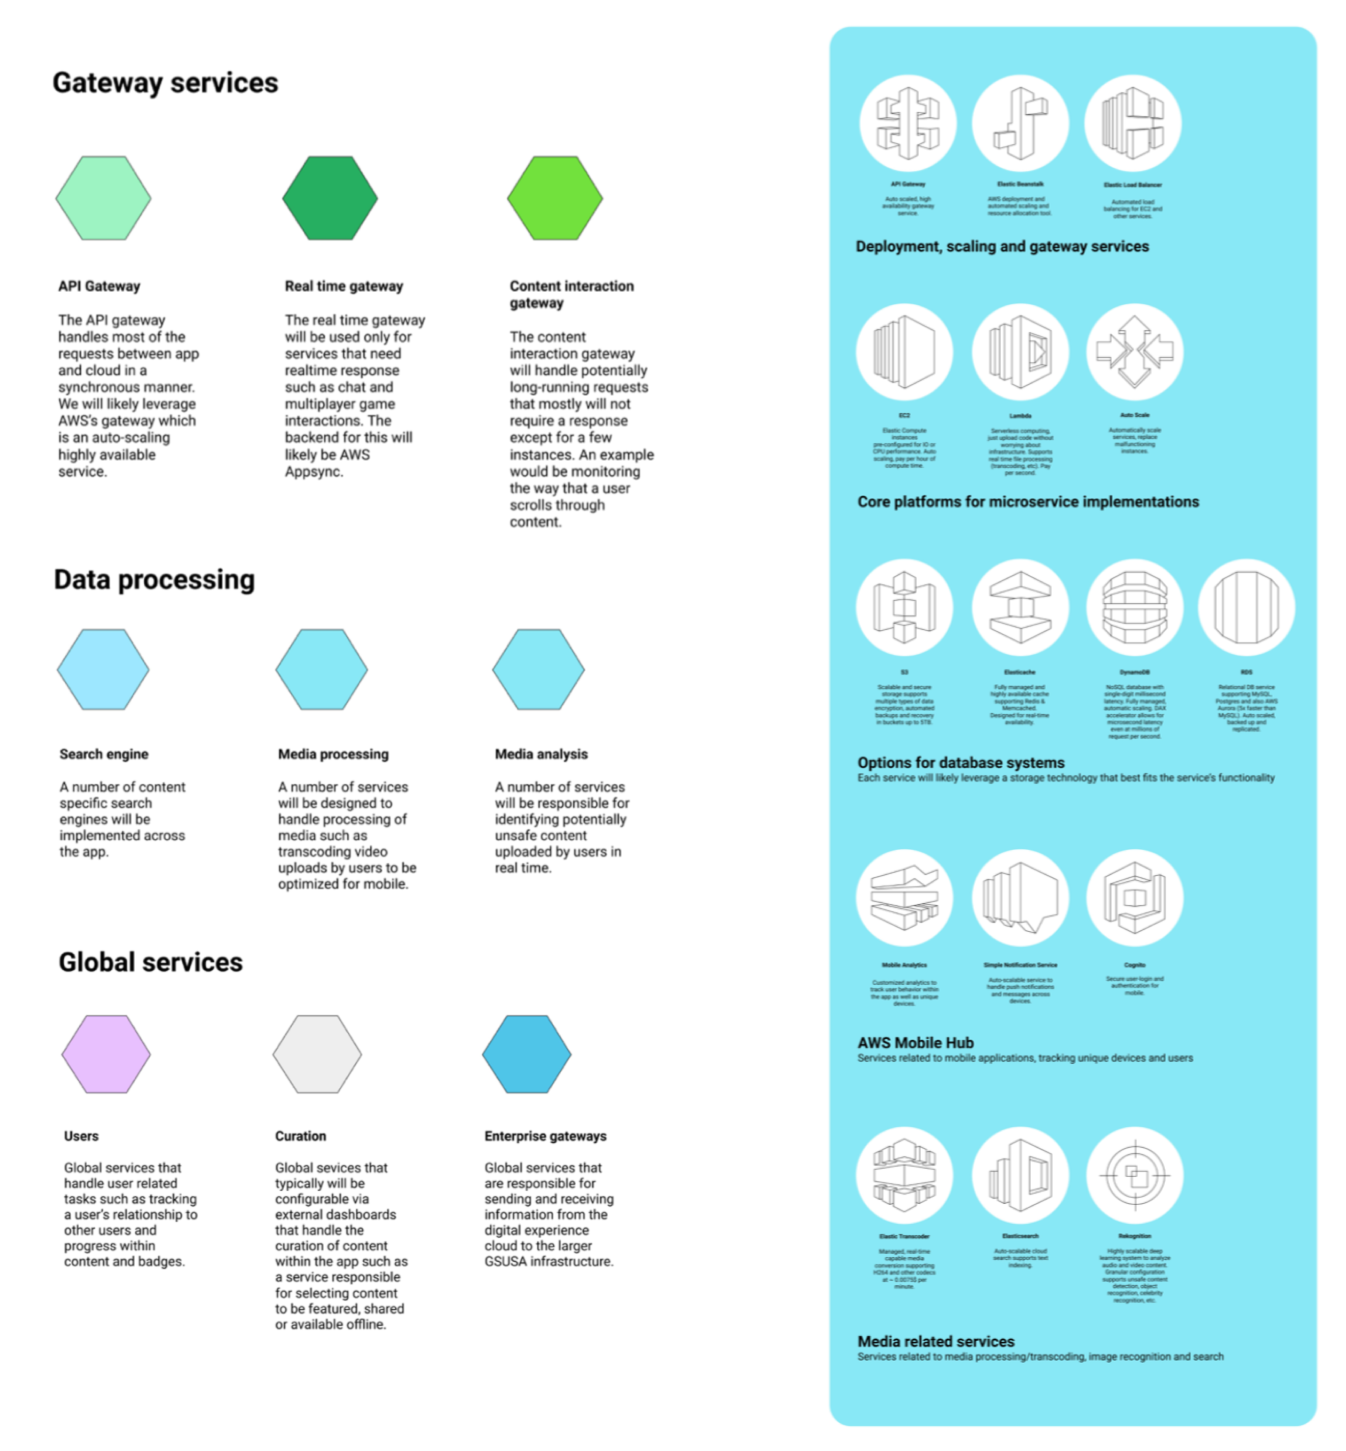 Gateway services
API Gateway
The API gateway
handles most of the
requests between app
and cloud in a
synchronous manner.
We will likely leverage
AWS's gateway which
is an auto-scaling
highly available
service.
Real time gateway
The real time gateway
will be used only for
services that need
realtime response
such as chat and
multiplayer game
interactions. The
backend for this will
likely be AWS
Appsync.
Content interaction
gateway
The content
interaction gateway
will handle potentially
long-running requests
that mostly will not
require a response
except for a few
instances. An example
would be monitoring
the way that a user
scrolls through
content.
Data processing
Search engine
A number of content
specific search
engines will be
implemented across
the app.
Media processing
A number of services
will be designed to
handle processing of
media such as
transcoding video
uploads by users to be
optimized for mobile.
Media analysis
A number of services
will be responsible for
identifying potentially
unsafe content
uploaded by users in
real time.
Global services
Users
Global services that
handle user related
tasks such as tracking
a user's relationship to
other users and
progress within
content and badges.
Curation
Global sevices that
typically will be
configurable via
external dashboards
that handle the
curation of content
within the app such as
a service responsible
for selecting content
to be featured, shared
or available offline.
Enterprise gateways
Global services that
are responsible for
sending and receiving
information from the
digital experience
cloud to the larger
GSUSA infrastructure.
API Gateway
Auto scaled, high
availability gateway
service.
Elastic Beanstalk
AWS deployment and
automated scaling and
resource allocation tool.
Elastic Load Balancer
Automated load
balancing for EC2 and
other services.
Deployment, scaling and gateway services
EC2
Elastic Compute
instances
pre-configured for IO or
CPU performance. Auto
scaling, pay per hour of
compute time.
Lambda
Serverless computing,
just upload code without
worrying about
infrastructure. Supports
real time file processing
(transcoding, etc). Pay
per second.
Auto Scale
Automatically scale
services, replace
malfunctioning
instances.
Core platforms for microservice implementations
S3
Scalable and secure
storage supports
multiple types of data
encryption, automated
backups and recovery
in buckets up to 5TB.
Elasticache
Fully managed and
highly available cache
supporting Redis &
Memcached.
Designed for real-time
availability.
DynamoDB
NoSQL database with
single-digit millisecond
latency. Fully managed,
automatic scaling. DAX
accelerator allows for
microsecond latency
even at millions of
request per second.
RDS
Relational DB service
supporting MySQL,
Postgres and also AWS
Aurora (5x faster than
MySQL). Auto scaled,
backed up and
replicated.
Options for database systems
Each service will likely leverage a storage technology that best fits the service's functionality
Mobile Analytics
Customized analytics to
track user behavior within
the app as well as unique
devices.
Simple Notification Service
Auto-scalable service to
handle push notifications
and messages across
devices.
Cognito
Secure user login and
authentication for
mobile.
AWS Mobile Hub
Services related to mobile applications, tracking unique devices and users
Elastic Transcoder
Managed, real-time
capable media
conversion supporting
H264 and other codecs
at ~ 0.0075$ per
minute.
Elasticsearch
Auto-scalable cloud
search supports text
indexing.
Rekognition
Highly scalable deep
learning system to analyze
audio and video content.
Granular configuration
supports unsafe content
detection, object
recognition, celebrity
recognition, etc.
Media related services
Services related to media processing/transcoding, image recognition and search